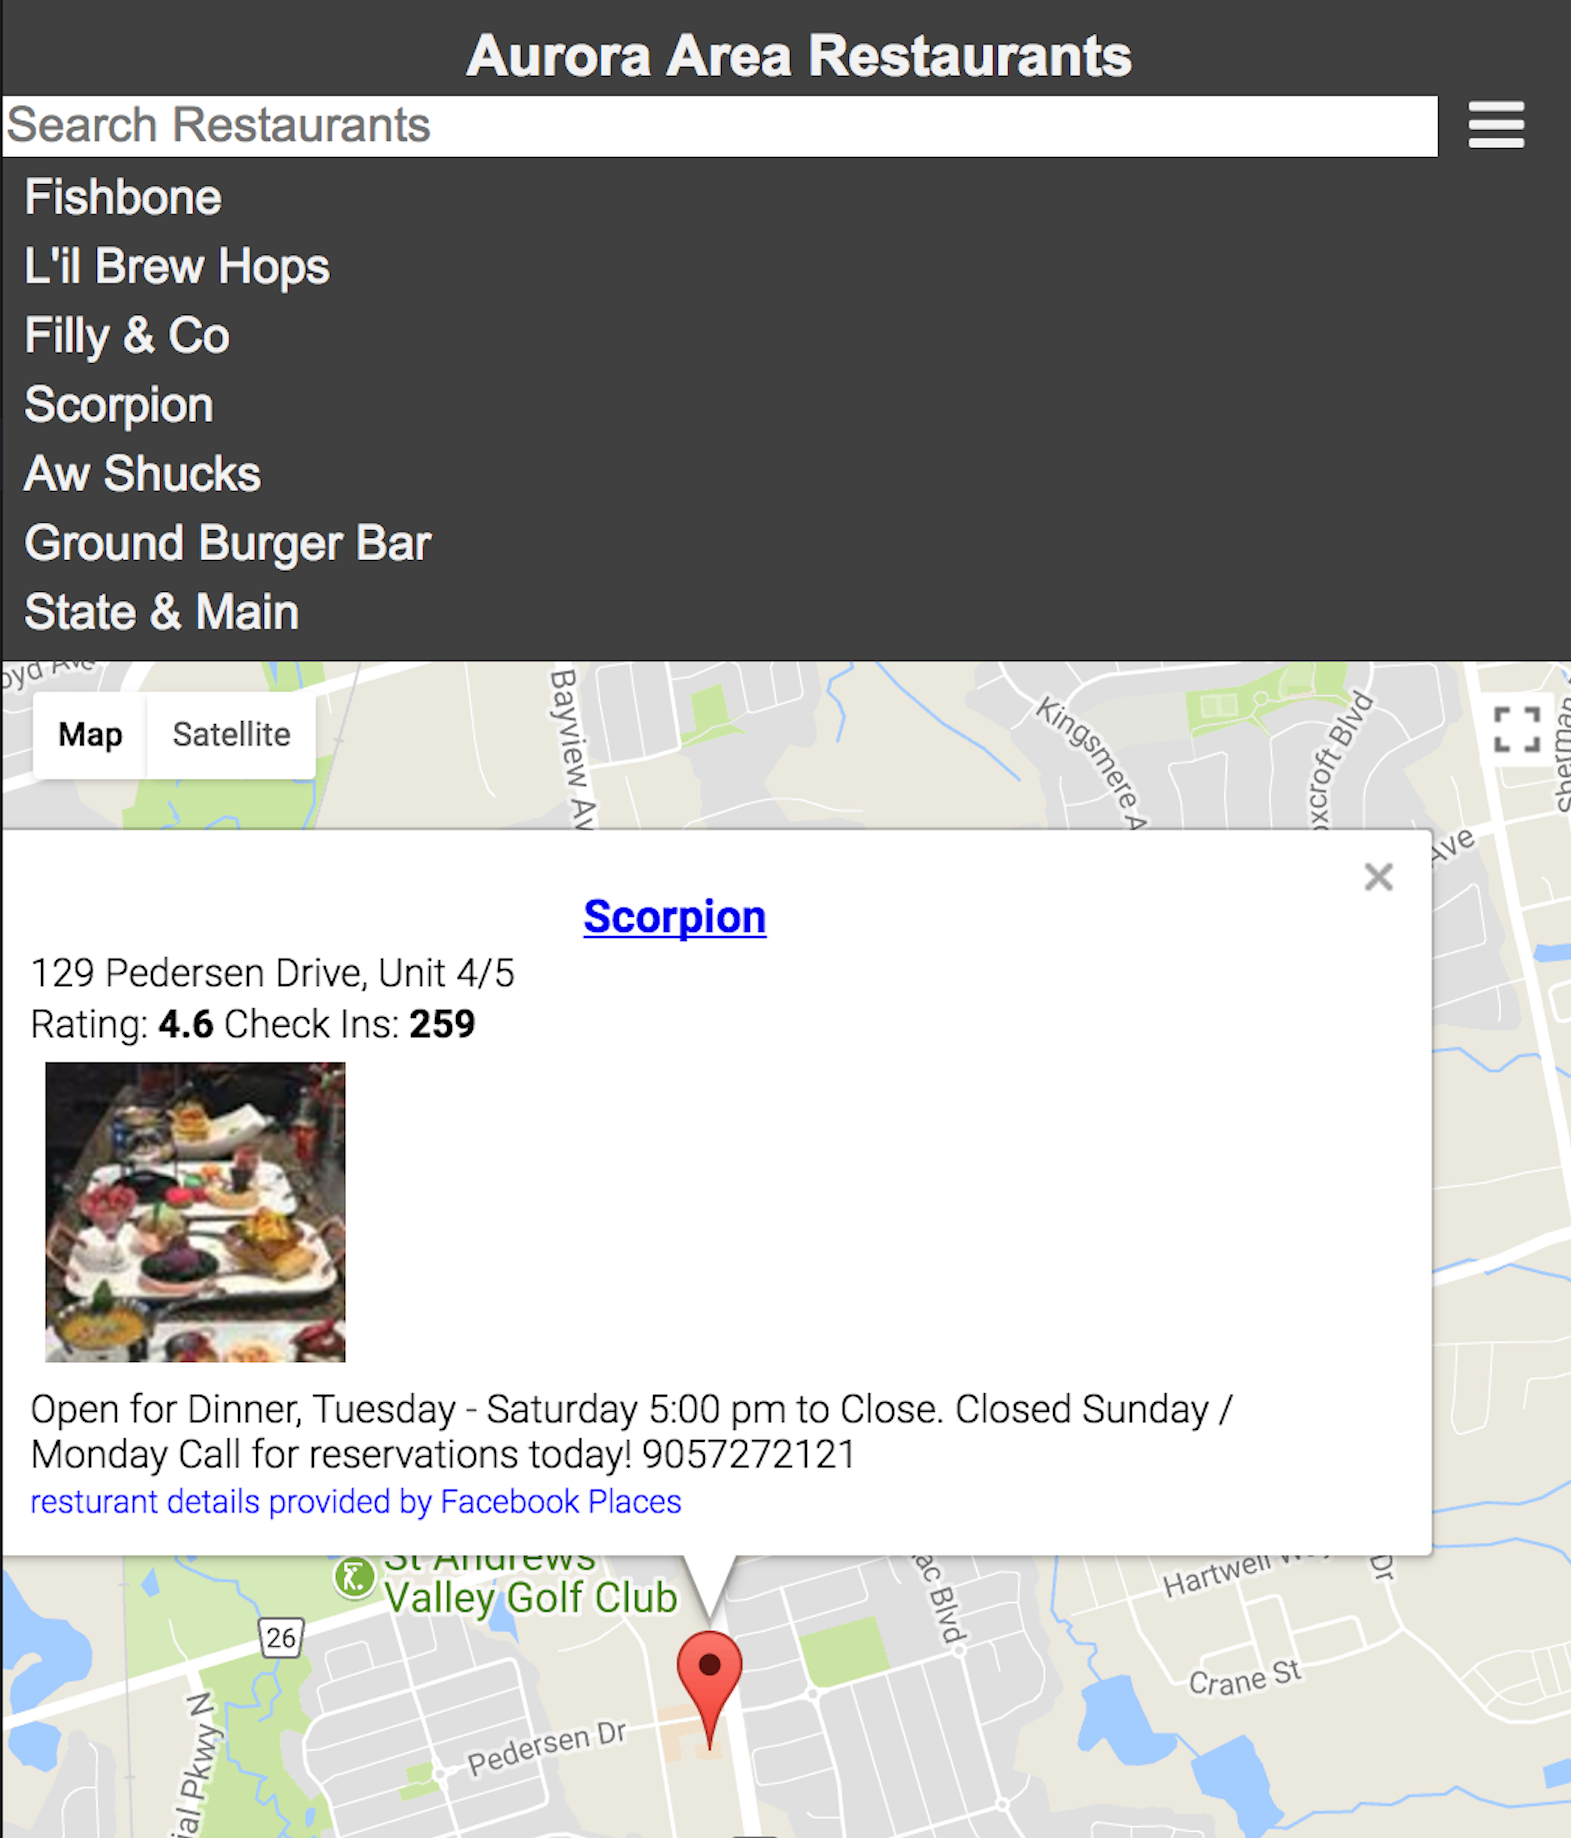 Aurora Area Restaurants
Search Restaurants
Fishbone
L'il Brew Hops
Filly & Co
Scorpion
Aw Shucks
Ground Burger Bar
State & Main
Map
Satellite
Bayview Av
Kingsmere A
oxcroft Blvd
Sherman
Ave
Scorpion
129 Pedersen Drive, Unit 4/5
Rating: 4.6 Check Ins: 259
Open for Dinner, Tuesday - Saturday 5:00 pm to Close. Closed Sunday /
Monday Call for reservations today! 9057272121
resturant details provided by Facebook Places
St Andrews
Valley Golf Club
ac Blvd
Hartwell
Dr
26
Crane St
Pedersen Dr
ial Pkwy N